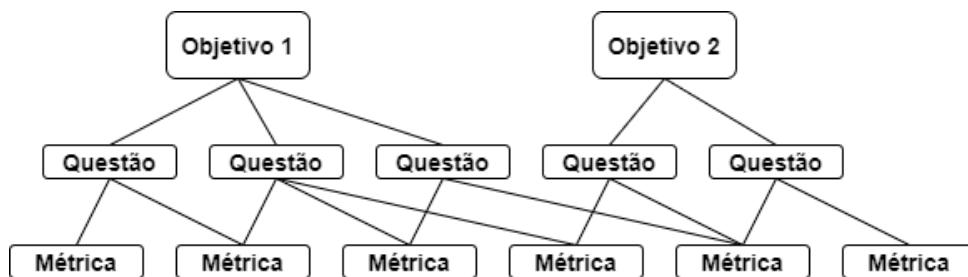 Objetivo 1
Objetivo 2
Questão
Questão
Questão
Questão
Questão
Métrica
Métrica
Métrica
Métrica
Métrica
Métrica